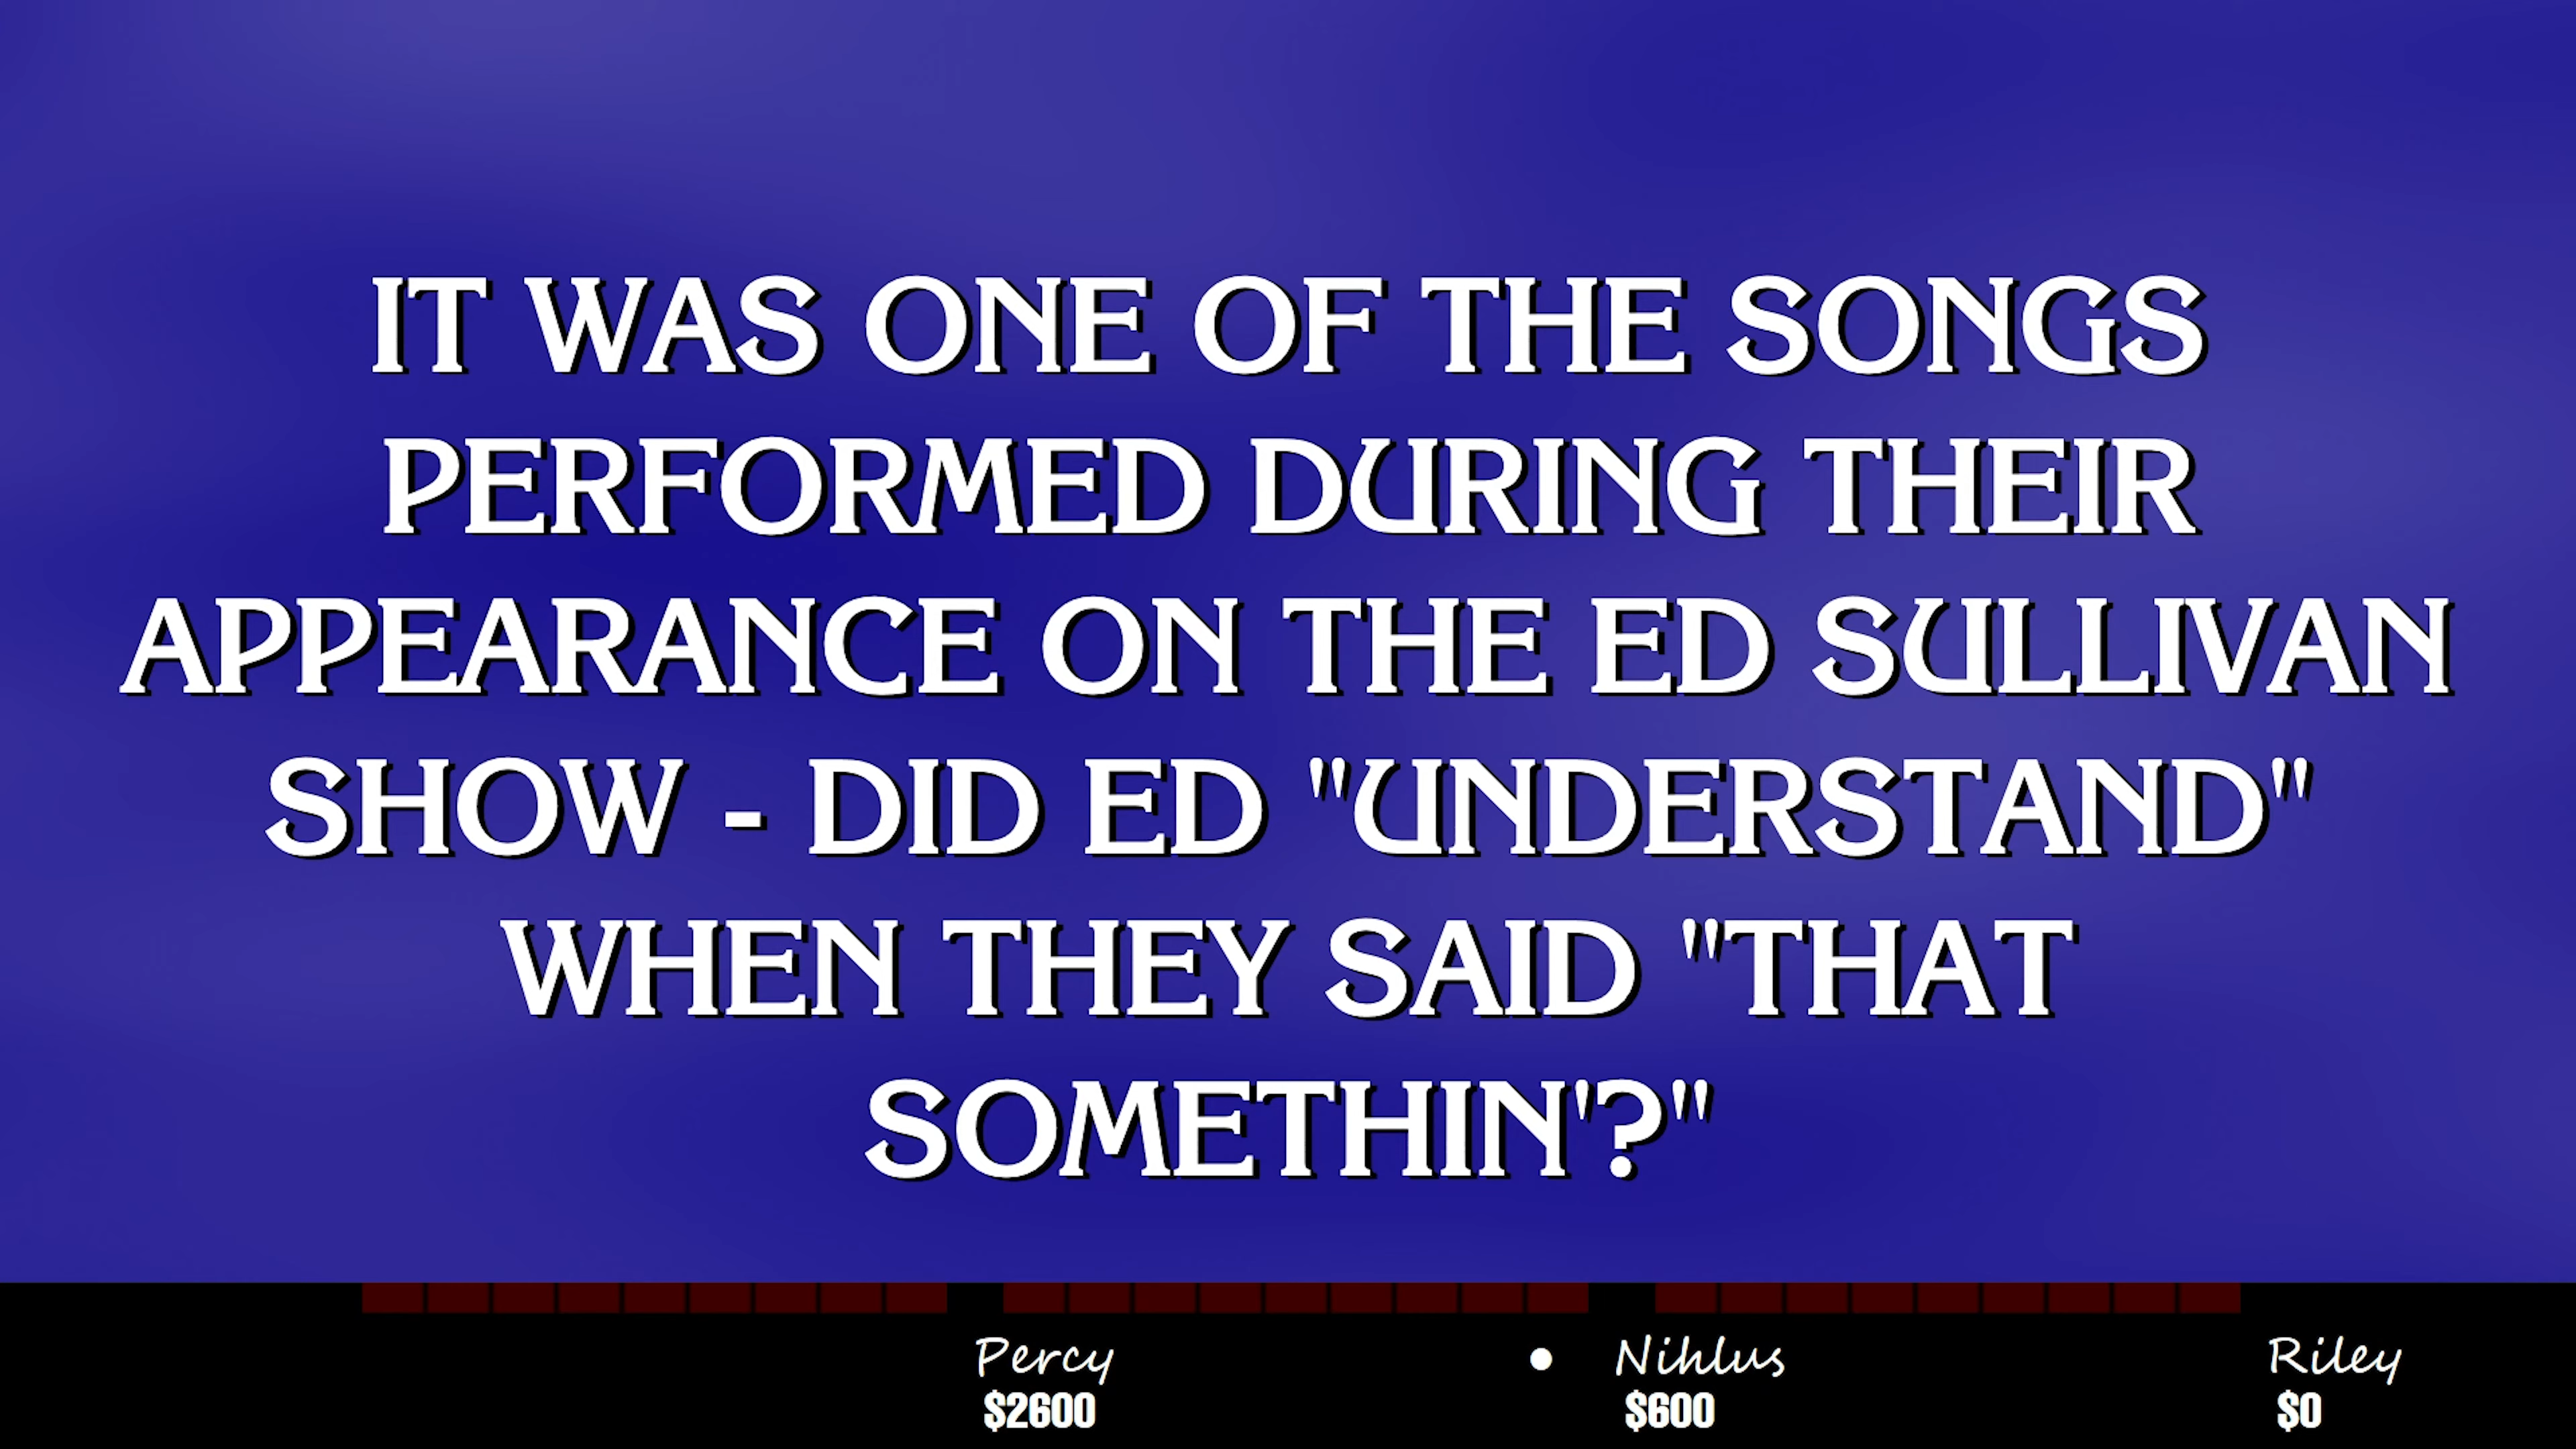 IT WAS ONE OF THE SONGS
PERFORMED DURING THEIR
APPEARANCE ON THE ED SULLIVAN
SHOW - DID ED "UNDERSTAND"
WHEN THEY SAID "THAT
SOMETHIN'?"
Percy
$2600
Nihlus
$600
Riley
$0